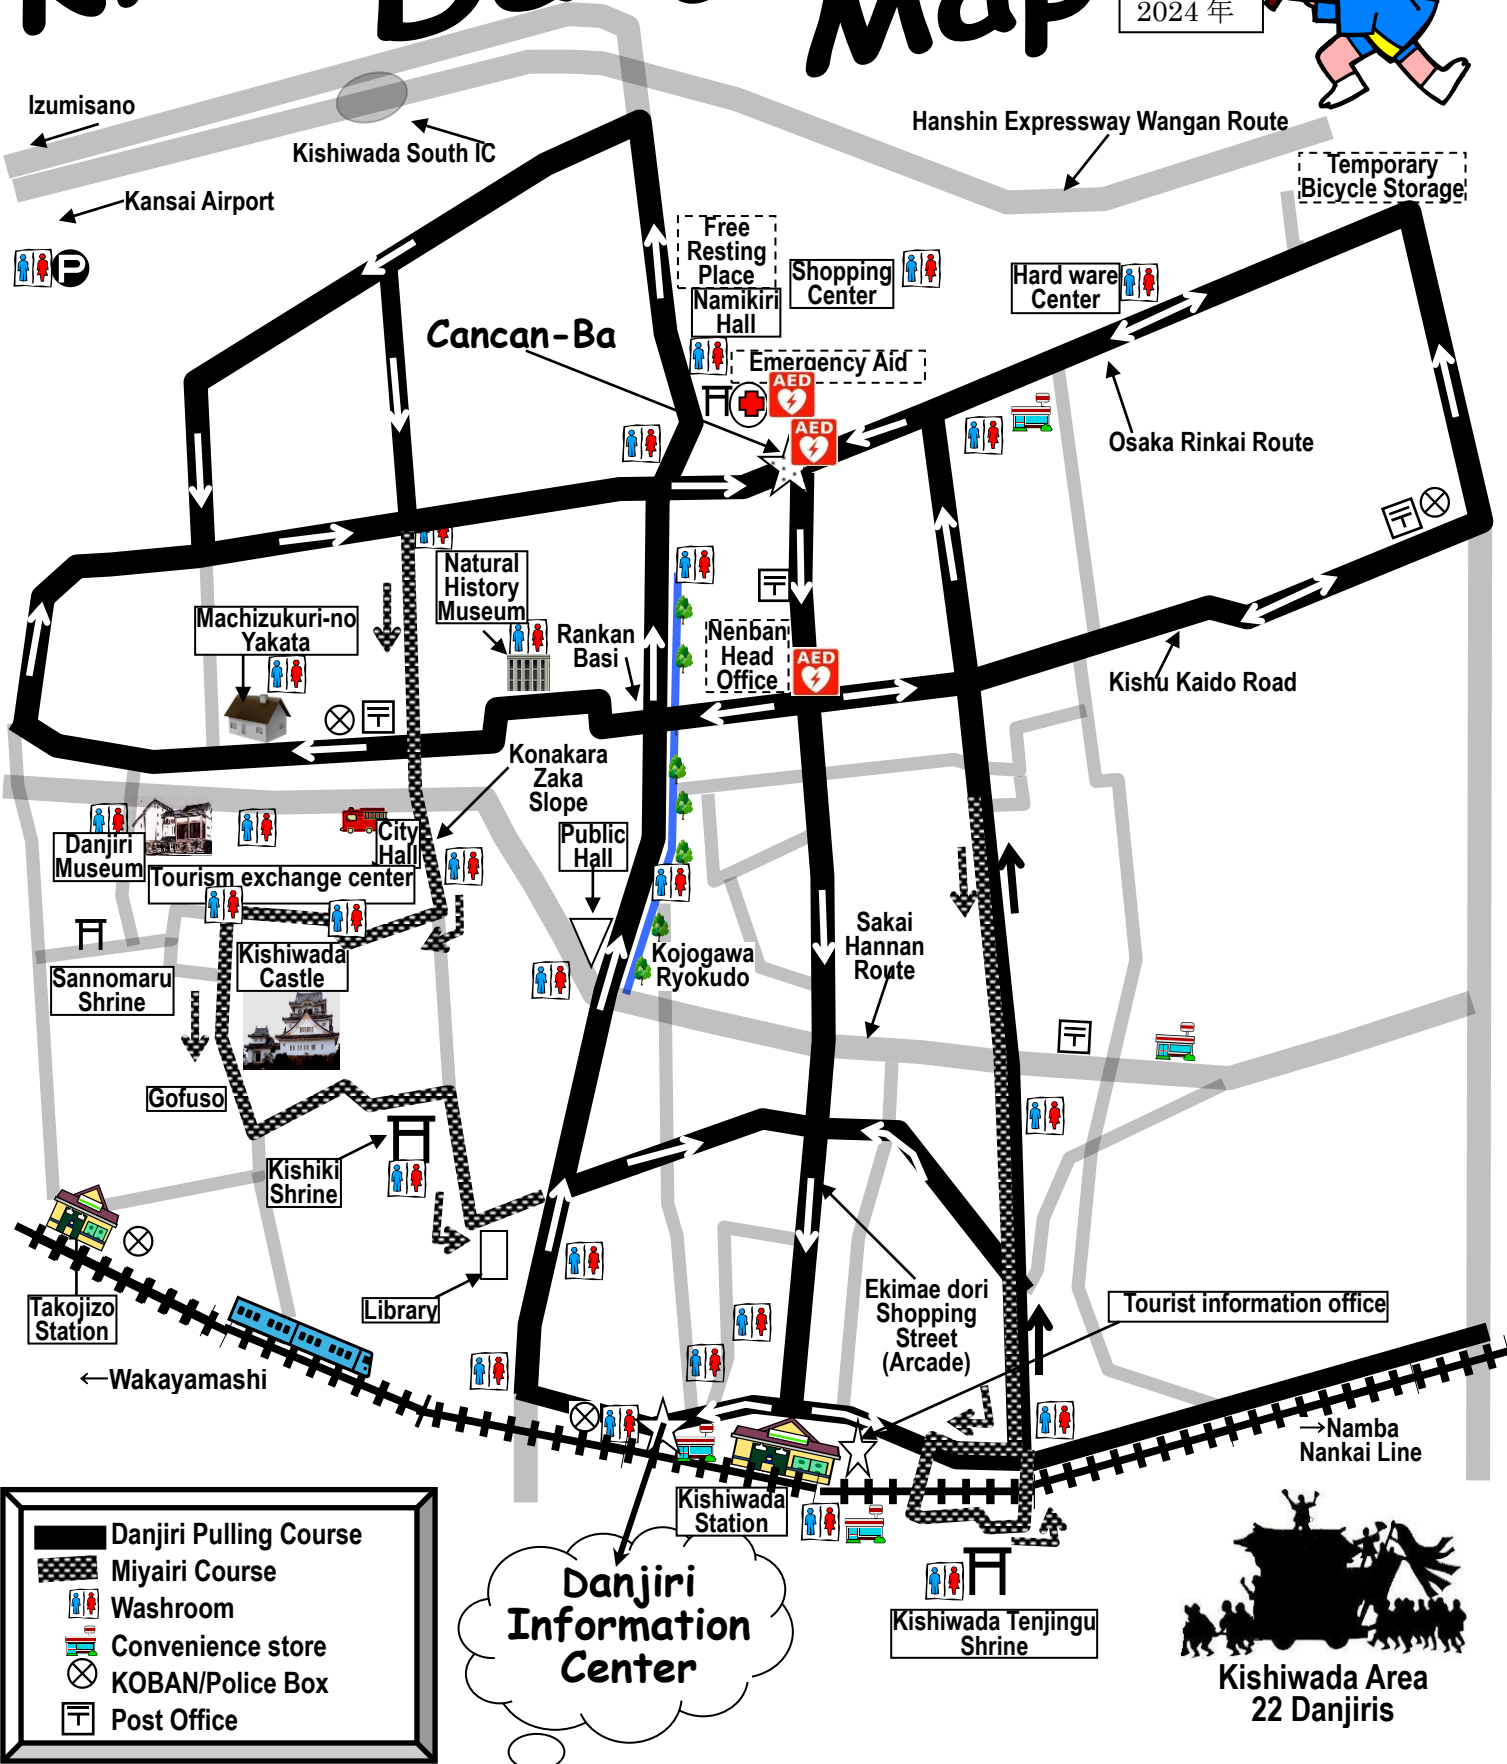 Map
2024 年
Izumisano
Kishiwada South IC
Kansai Airport
Hanshin Expressway Wangan Route
Temporary
Bicycle Storage
P
Free
Resting
Place
Namikiri
Hall
Shopping
Center
Hard ware
Center
Cancan-Ba
Emergency Aid
AED
AED
Osaka Rinkai Route
Natural
History
Museum
Machizukuri-no
Yakata
Rankan
Basi
Nenban
Head
Office
AED
Kishu Kaido Road
Konakara
Zaka
Slope
Public
Hall
Danjiri
Museum
City
Hall
Tourism exchange center
Sannomaru
Shrine
Kishiwada
Castle
Kojogawa
Ryokudo
Sakai
Hannan
Route
Gofuso
Kishiki
Shrine
Takojizo
Station
Library
←Wakayamashi
Ekimae dori
Shopping
Street
(Arcade)
Tourist information office
→Namba
Nankai Line
Kishiwada
Station
Danjiri
Information
Center
Kishiwada Tenjingu
Shrine
Kishiwada Area
22 Danjiris
Danjiri Pulling Course
Miyairi Course
Washroom
Convenience store
KOBAN/Police Box
Post Office